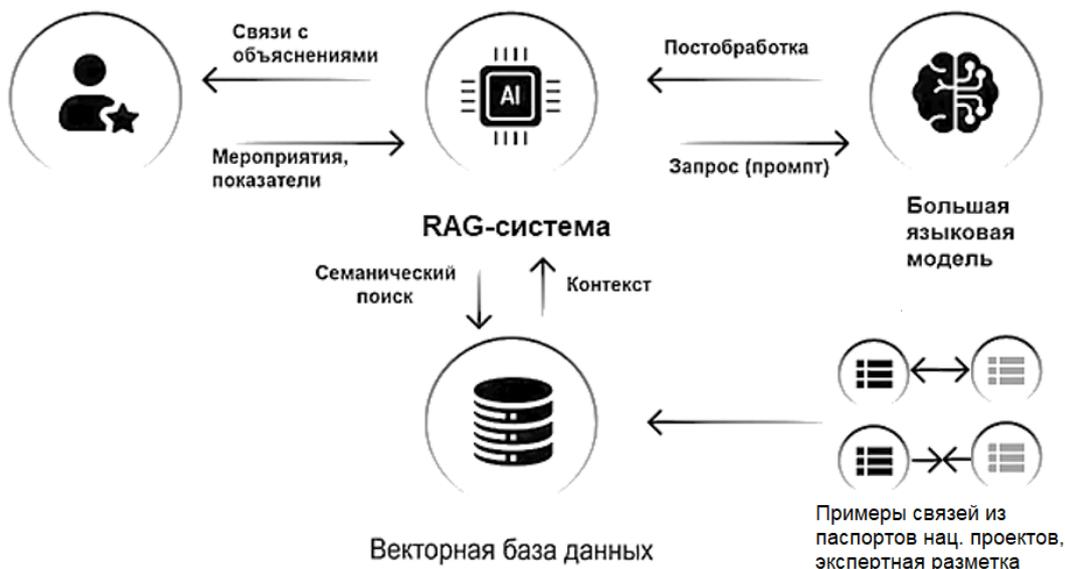 Связи с
объяснениями
Постобработка
AI
Мероприятия,
показатели
Запрос (промпт)
Большая
языковая
модель
RAG-система
Семанический
поиск
Контекст
Примеры связей из
паспортов нац. проектов,
экспертная разметка
Векторная база данных